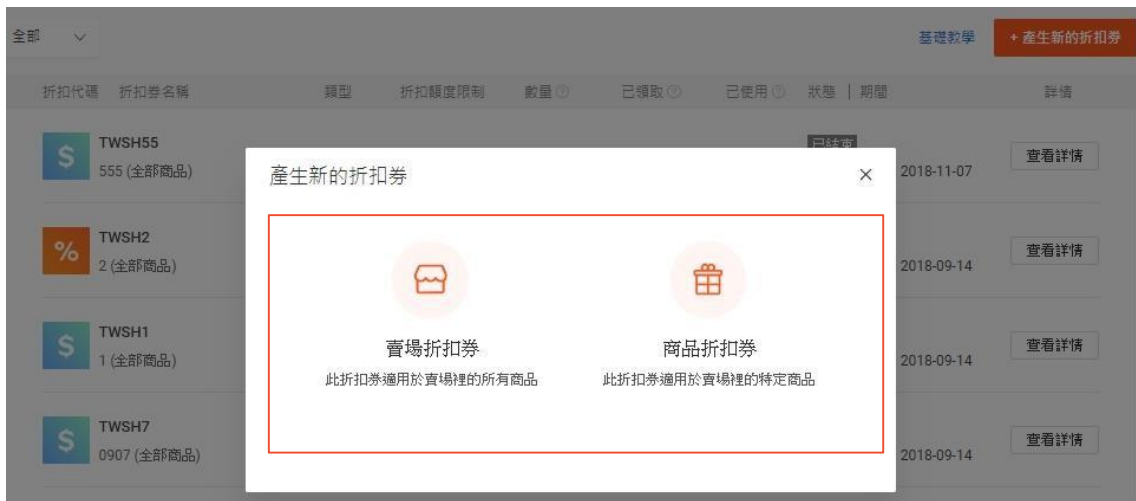 全部
基礎教學
+ 產生新的折扣券
折扣代碼 折扣券名稱 類型 折扣額度限制 數量 已領取 已使用 狀態 | 期間 詳情
TWSH55
555 (全部商品)
已結束
2018-11-07
查看詳情
產生新的折扣券
賣場折扣券
此折扣券適用於賣場裡的所有商品
商品折扣券
此折扣券適用於賣場裡的特定商品
TWSH2
2 (全部商品)
2018-09-14
查看詳情
TWSH1
1 (全部商品)
2018-09-14
查看詳情
TWSH7
0907 (全部商品)
2018-09-14
查看詳情